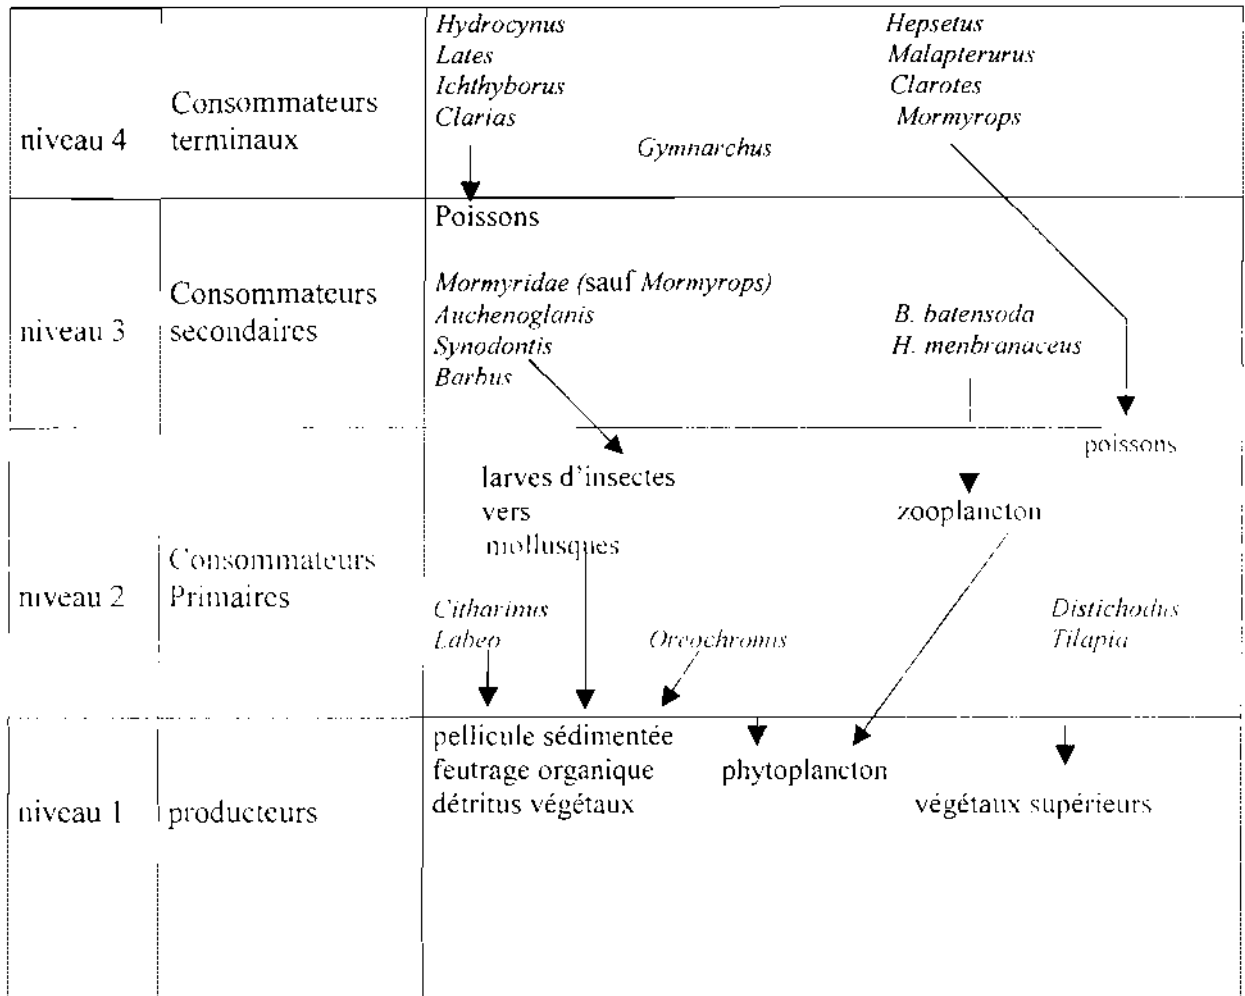 niveau 4
Consommateurs
terminaux
Hydrocynus
Lates
Ichthyborus
Clarias
Gymnarchus
Hepsetus
Malapterurus
Clarotes
Mormyrops
niveau 3
Consommateurs
secondaires
Poissons
Mormyridae (sauf Mormyrops)
Auchenoglanis
Synodontis
Barbus
B. batensoda
H. menbranaceus
niveau 2
Consommateurs
Primaires
poissons
larves d'insectes
vers
mollusques
zooplancton
Citharinus
Labeo
Oreochromis
Distichodus
Tilapia
niveau 1
producteurs
pellicule sédimentée
feutrage organique
détritus végétaux
phytoplancton
végétaux supérieurs